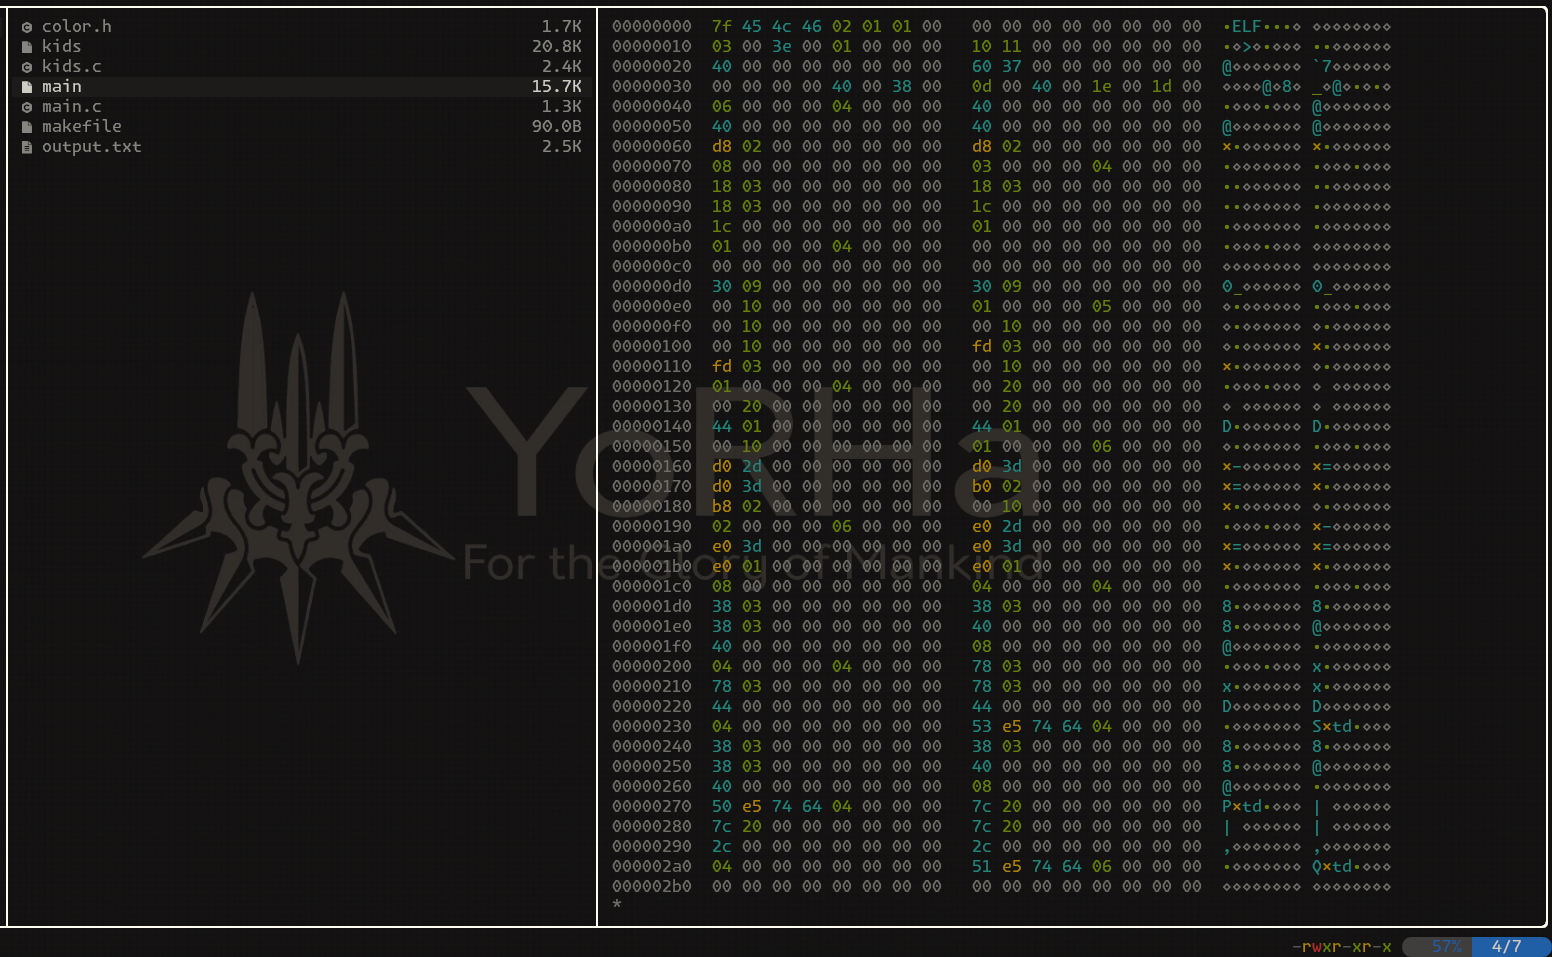 color.h 1.7K
kids 20.8K
kids.c 2.4K
main 15.7K
main.c 1.3K
makefile 90.0B
output.txt 2.5K
YoRHa
For the Glory of Mankind
00000000 7f 45 4c 46 02 01 01 00 00 00 00 00 00 00 00 00 •ELF•••⋄ ⋄⋄⋄⋄⋄⋄⋄⋄
00000010 03 00 3e 00 01 00 00 00 10 11 00 00 00 00 00 00 •⋄>⋄•⋄⋄⋄ ••⋄⋄⋄⋄⋄⋄
00000020 40 00 00 00 00 00 00 00 60 37 00 00 00 00 00 00 @⋄⋄⋄⋄⋄⋄⋄ `7⋄⋄⋄⋄⋄⋄
00000030 00 00 00 00 40 00 38 00 0d 00 40 00 1e 00 1d 00 ⋄⋄⋄⋄@⋄8⋄ _⋄@⋄•⋄•⋄
00000040 06 00 00 00 04 00 00 00 40 00 00 00 00 00 00 00 •⋄⋄⋄•⋄⋄⋄ @⋄⋄⋄⋄⋄⋄⋄
00000050 40 00 00 00 00 00 00 00 40 00 00 00 00 00 00 00 @⋄⋄⋄⋄⋄⋄⋄ @⋄⋄⋄⋄⋄⋄⋄
00000060 d8 02 00 00 00 00 00 00 d8 02 00 00 00 00 00 00 ×•⋄⋄⋄⋄⋄⋄ ×•⋄⋄⋄⋄⋄⋄
00000070 08 00 00 00 00 00 00 00 03 00 00 00 04 00 00 00 •⋄⋄⋄⋄⋄⋄⋄ •⋄⋄⋄•⋄⋄⋄
00000080 18 03 00 00 00 00 00 00 18 03 00 00 00 00 00 00 ••⋄⋄⋄⋄⋄⋄ ••⋄⋄⋄⋄⋄⋄
00000090 18 03 00 00 00 00 00 00 1c 00 00 00 00 00 00 00 ••⋄⋄⋄⋄⋄⋄ •⋄⋄⋄⋄⋄⋄⋄
000000a0 1c 00 00 00 00 00 00 00 01 00 00 00 00 00 00 00 •⋄⋄⋄⋄⋄⋄⋄ •⋄⋄⋄⋄⋄⋄⋄
000000b0 01 00 00 00 04 00 00 00 00 00 00 00 00 00 00 00 •⋄⋄⋄•⋄⋄⋄ ⋄⋄⋄⋄⋄⋄⋄⋄
000000c0 00 00 00 00 00 00 00 00 00 00 00 00 00 00 00 00 ⋄⋄⋄⋄⋄⋄⋄⋄ ⋄⋄⋄⋄⋄⋄⋄⋄
000000d0 30 09 00 00 00 00 00 00 30 09 00 00 00 00 00 00 0_⋄⋄⋄⋄⋄⋄ 0_⋄⋄⋄⋄⋄⋄
000000e0 00 10 00 00 00 00 00 00 01 00 00 00 05 00 00 00 ⋄•⋄⋄⋄⋄⋄⋄ •⋄⋄⋄•⋄⋄⋄
000000f0 00 10 00 00 00 00 00 00 00 10 00 00 00 00 00 00 ⋄•⋄⋄⋄⋄⋄⋄ ⋄•⋄⋄⋄⋄⋄⋄
00000100 00 10 00 00 00 00 00 00 fd 03 00 00 00 00 00 00 ⋄•⋄⋄⋄⋄⋄⋄ ×•⋄⋄⋄⋄⋄⋄
00000110 fd 03 00 00 00 00 00 00 00 10 00 00 00 00 00 00 ×•⋄⋄⋄⋄⋄⋄ ⋄•⋄⋄⋄⋄⋄⋄
00000120 01 00 00 00 04 00 00 00 00 20 00 00 00 00 00 00 •⋄⋄⋄•⋄⋄⋄ ⋄ ⋄⋄⋄⋄⋄⋄
00000130 00 20 00 00 00 00 00 00 00 20 00 00 00 00 00 00 ⋄ ⋄⋄⋄⋄⋄⋄ ⋄ ⋄⋄⋄⋄⋄⋄
00000140 44 01 00 00 00 00 00 00 44 01 00 00 00 00 00 00 D•⋄⋄⋄⋄⋄⋄ D•⋄⋄⋄⋄⋄⋄
00000150 00 10 00 00 00 00 00 00 01 00 00 00 06 00 00 00 ⋄•⋄⋄⋄⋄⋄⋄ •⋄⋄⋄•⋄⋄⋄
00000160 d0 2d 00 00 00 00 00 00 d0 3d 00 00 00 00 00 00 ×-⋄⋄⋄⋄⋄⋄ ×=⋄⋄⋄⋄⋄⋄
00000170 d0 3d 00 00 00 00 00 00 b0 02 00 00 00 00 00 00 ×=⋄⋄⋄⋄⋄⋄ ×•⋄⋄⋄⋄⋄⋄
00000180 b8 02 00 00 00 00 00 00 00 10 00 00 00 00 00 00 ×•⋄⋄⋄⋄⋄⋄ ⋄•⋄⋄⋄⋄⋄⋄
00000190 02 00 00 00 06 00 00 00 e0 2d 00 00 00 00 00 00 •⋄⋄⋄•⋄⋄⋄ ×-⋄⋄⋄⋄⋄⋄
000001a0 e0 3d 00 00 00 00 00 00 e0 3d 00 00 00 00 00 00 ×=⋄⋄⋄⋄⋄⋄ ×=⋄⋄⋄⋄⋄⋄
000001b0 e0 01 00 00 00 00 00 00 e0 01 00 00 00 00 00 00 ×•⋄⋄⋄⋄⋄⋄ ×•⋄⋄⋄⋄⋄⋄
000001c0 08 00 00 00 00 00 00 00 04 00 00 00 04 00 00 00 •⋄⋄⋄⋄⋄⋄⋄ •⋄⋄⋄•⋄⋄⋄
000001d0 38 03 00 00 00 00 00 00 38 03 00 00 00 00 00 00 8•⋄⋄⋄⋄⋄⋄ 8•⋄⋄⋄⋄⋄⋄
000001e0 38 03 00 00 00 00 00 00 40 00 00 00 00 00 00 00 8•⋄⋄⋄⋄⋄⋄ @⋄⋄⋄⋄⋄⋄⋄
000001f0 40 00 00 00 00 00 00 00 08 00 00 00 00 00 00 00 @⋄⋄⋄⋄⋄⋄⋄ •⋄⋄⋄⋄⋄⋄⋄
00000200 04 00 00 00 04 00 00 00 78 03 00 00 00 00 00 00 •⋄⋄⋄•⋄⋄⋄ x•⋄⋄⋄⋄⋄⋄
00000210 78 03 00 00 00 00 00 00 78 03 00 00 00 00 00 00 x•⋄⋄⋄⋄⋄⋄ x•⋄⋄⋄⋄⋄⋄
00000220 44 00 00 00 00 00 00 00 44 00 00 00 00 00 00 00 D⋄⋄⋄⋄⋄⋄⋄ D⋄⋄⋄⋄⋄⋄⋄
00000230 04 00 00 00 00 00 00 00 53 e5 74 64 04 00 00 00 •⋄⋄⋄⋄⋄⋄⋄ S×td•⋄⋄⋄
00000240 38 03 00 00 00 00 00 00 38 03 00 00 00 00 00 00 8•⋄⋄⋄⋄⋄⋄ 8•⋄⋄⋄⋄⋄⋄
00000250 38 03 00 00 00 00 00 00 40 00 00 00 00 00 00 00 8•⋄⋄⋄⋄⋄⋄ @⋄⋄⋄⋄⋄⋄⋄
00000260 40 00 00 00 00 00 00 00 08 00 00 00 00 00 00 00 @⋄⋄⋄⋄⋄⋄⋄ •⋄⋄⋄⋄⋄⋄⋄
00000270 50 e5 74 64 04 00 00 00 7c 20 00 00 00 00 00 00 P×td•⋄⋄⋄ | ⋄⋄⋄⋄⋄⋄
00000280 7c 20 00 00 00 00 00 00 7c 20 00 00 00 00 00 00 | ⋄⋄⋄⋄⋄⋄ | ⋄⋄⋄⋄⋄⋄
00000290 2c 00 00 00 00 00 00 00 2c 00 00 00 00 00 00 00 ,⋄⋄⋄⋄⋄⋄⋄ ,⋄⋄⋄⋄⋄⋄⋄
000002a0 04 00 00 00 00 00 00 00 51 e5 74 64 06 00 00 00 •⋄⋄⋄⋄⋄⋄⋄ Q×td•⋄⋄⋄
000002b0 00 00 00 00 00 00 00 00 00 00 00 00 00 00 00 00 ⋄⋄⋄⋄⋄⋄⋄⋄ ⋄⋄⋄⋄⋄⋄⋄⋄
*
-rwxr-xr-x 57% 4/7